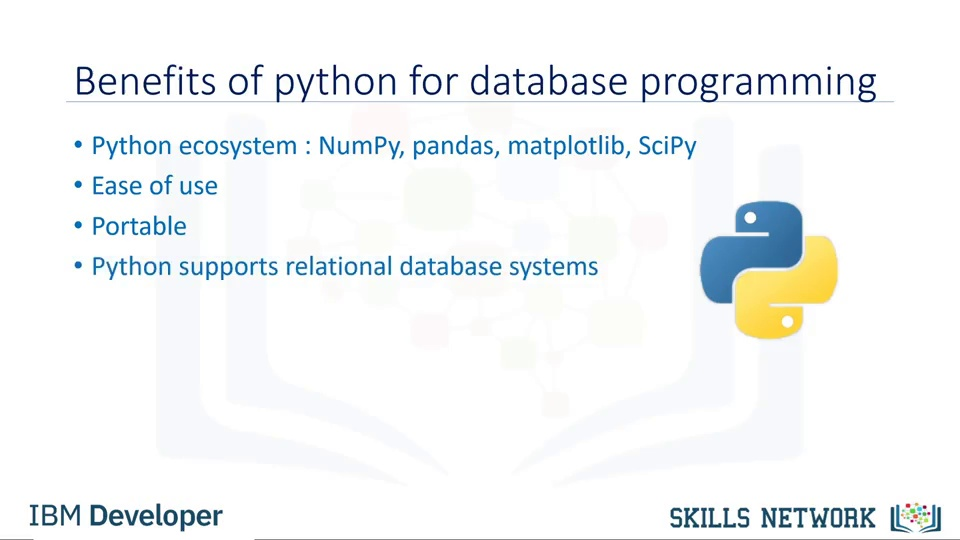 Benefits of python for database programming
• Python ecosystem : NumPy, pandas, matplotlib, SciPy
• Ease of use
• Portable
• Python supports relational database systems
IBM Developer
SKILLS NETWORK